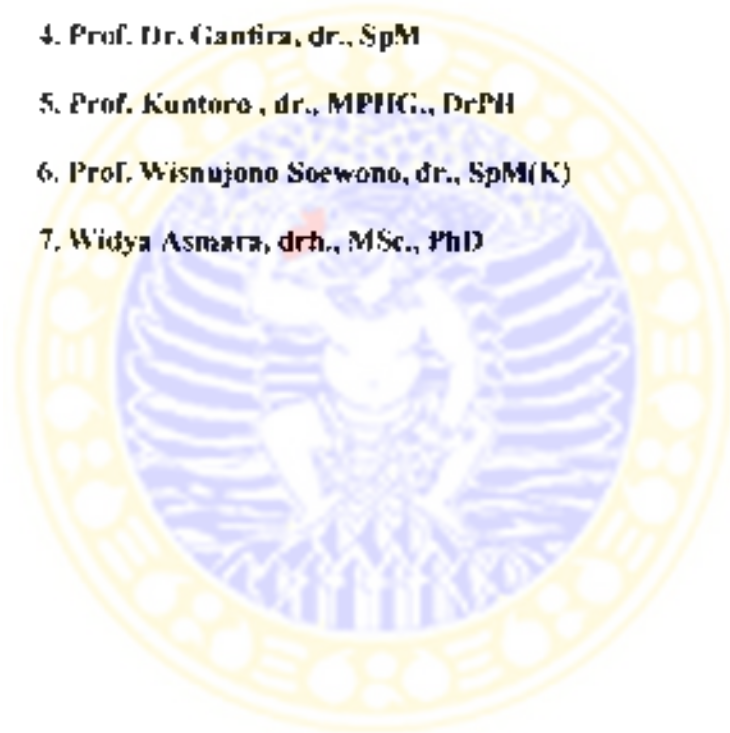 4. Prof. Dr. Gantira, dr., SpM
5. Prof. Kuntoro , dr., MPHG., DrPH
6. Prof. Wisnujono Soewono, dr., SpM(K)
7. Widya Asmara, drh., MSc., PhD